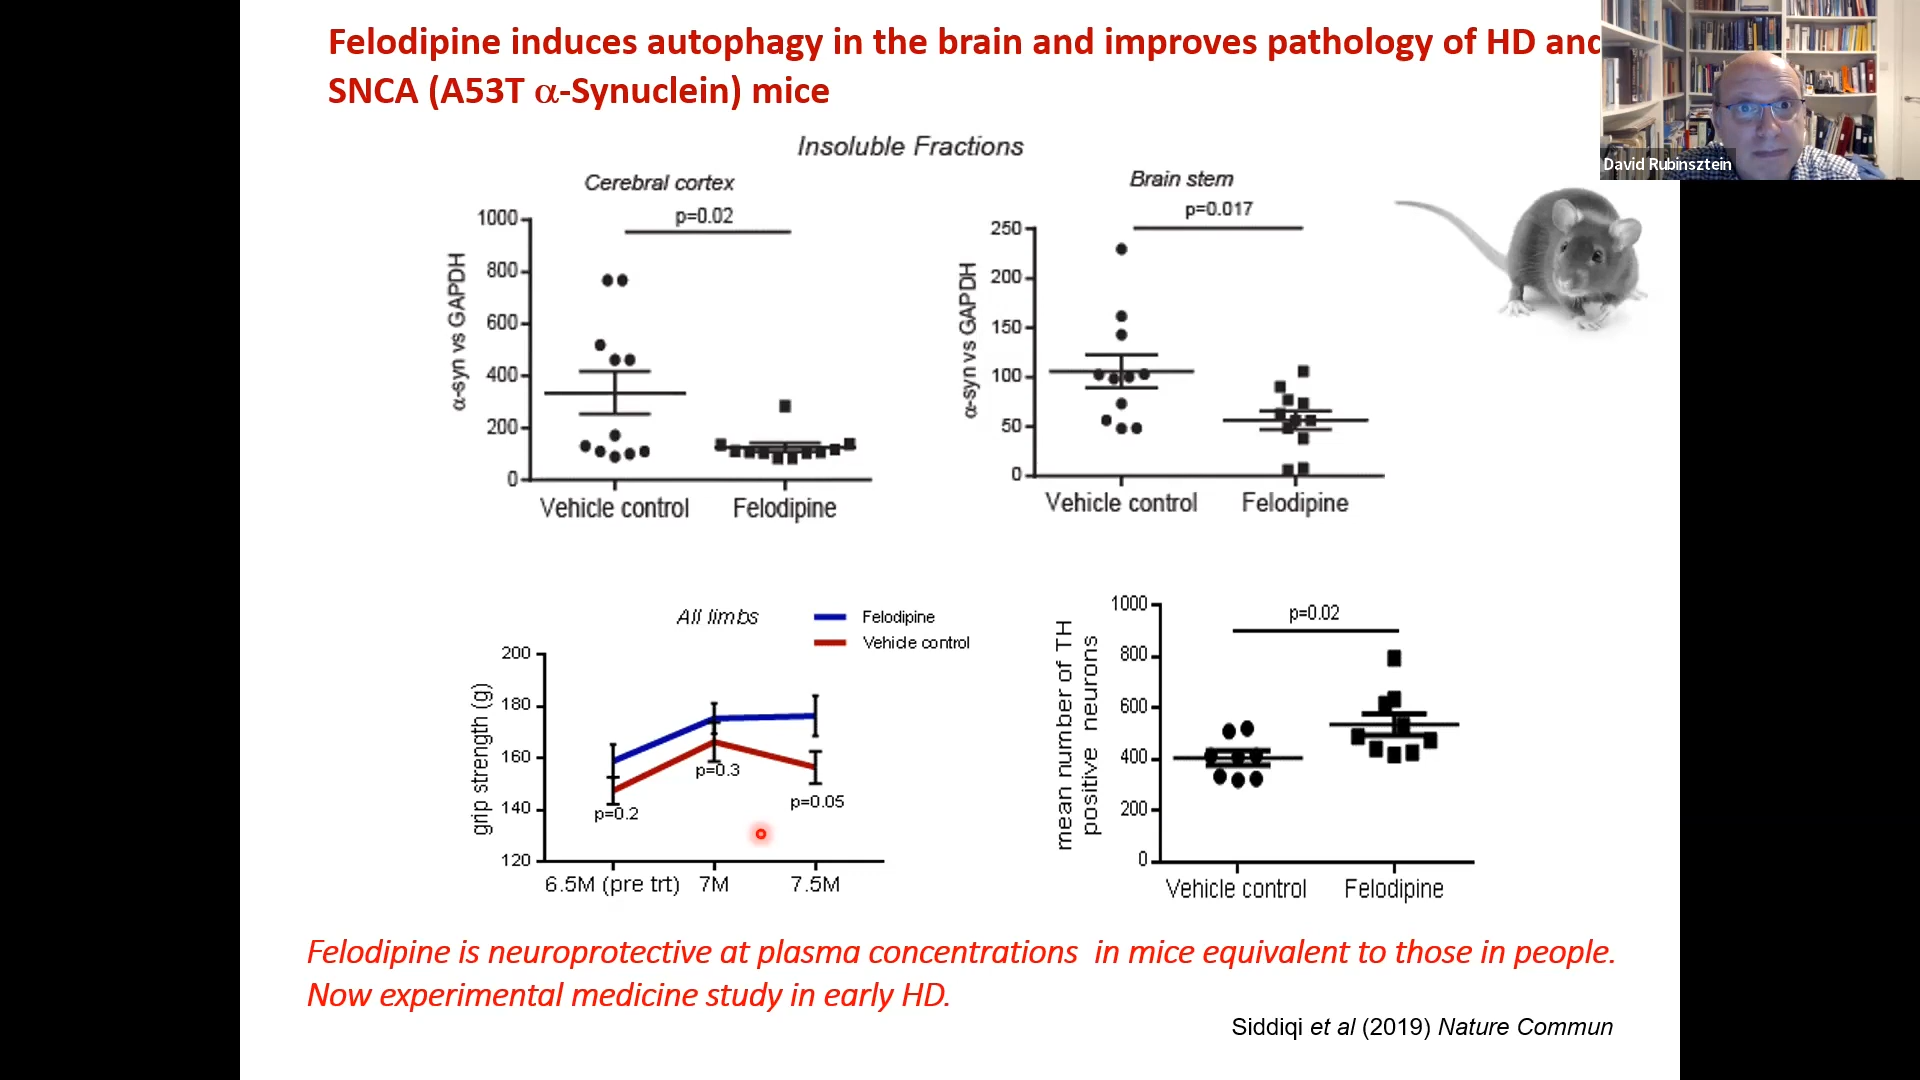 Felodipine induces autophagy in the brain and improves pathology of HD and
SNCA (A53T α-Synuclein) mice
David Rubinsztein
Insoluble Fractions
Cerebral cortex
p=0.02
α-syn vs GAPDH
1000
800
600
400
200
0
Vehicle control
Felodipine
Brain stem
p=0.017
α-syn vs GAPDH
250
200
150
100
50
0
Vehicle control
Felodipine
All limbs
Felodipine
Vehicle control
grip strength (g)
200
180
160
140
120
p=0.2
p=0.3
p=0.05
6.5M (pre trt)
7M
7.5M
p=0.02
mean number of TH
positive neurons
1000
800
600
400
200
0
Vehicle control
Felodipine
Felodipine is neuroprotective at plasma concentrations in mice equivalent to those in people.
Now experimental medicine study in early HD.
Siddiqi et al (2019) Nature Commun